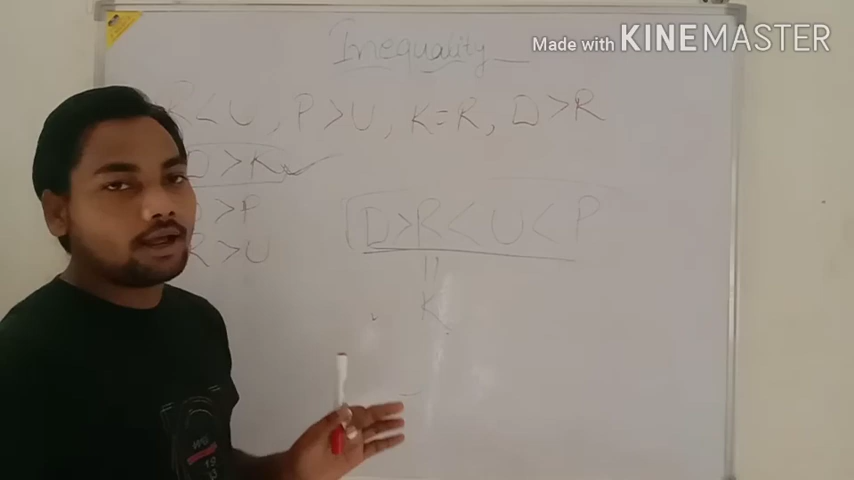 Made with KINEMASTER
Inequality
R < U , P > U , K = R , D > R
D > K ✓
D > P
R > U
D > R < U < P
||
K